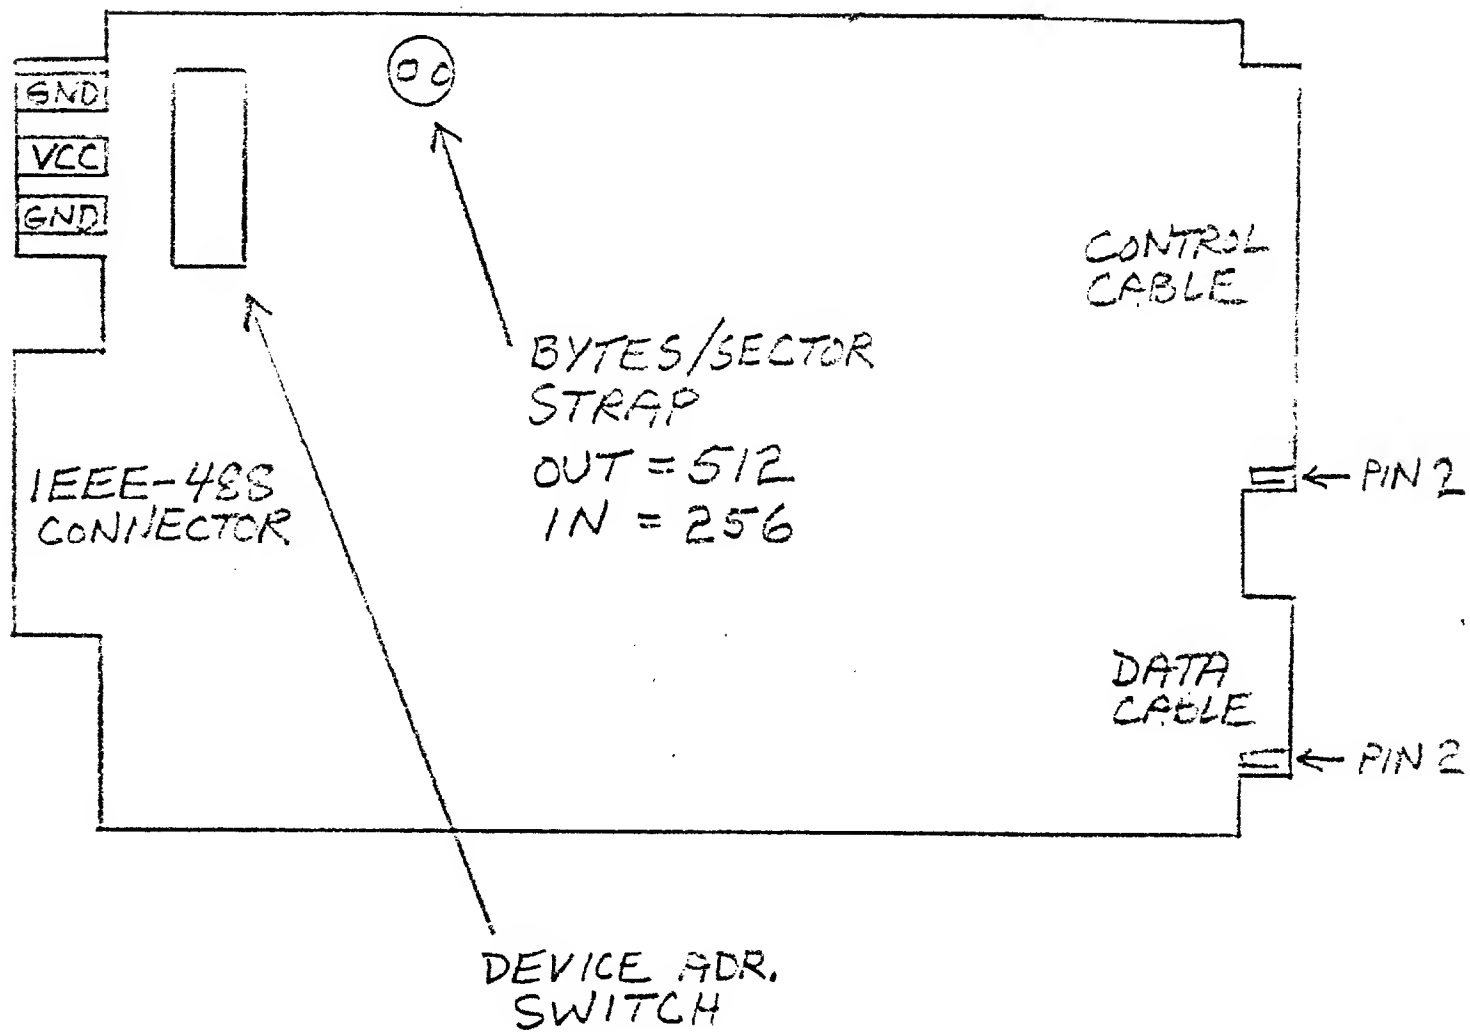 GND
VCC
GND
CONTROL
CABLE
BYTES/SECTOR
STRAP
OUT = 512
IN = 256
IEEE-488
CONNECTOR
← PIN 2
DATA
CABLE
← PIN 2
DEVICE ADR.
SWITCH